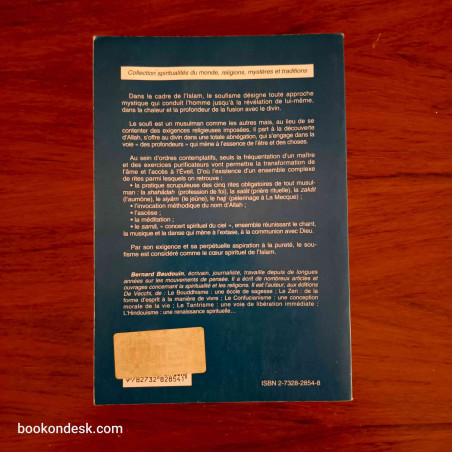 Collection spiritualités du monde, religions, mystères et traditions
Dans le cadre de l'Islam, le soufisme désigne toute approche
mystique qui conduit l'homme jusqu'à la révélation de lui-même,
dans la chaleur et la profondeur de la fusion avec le divin.
Le soufi est un musulman comme les autres mais, au lieu de se
contenter des exigences religieuses imposées, il part à la découverte
d'Allah, s'offre au divin dans une totale abnégation, qui s'engage dans la
voie « des profondeurs » qui mène à l'essence de l'être et des choses.
Au sein d'ordres contemplatifs, seuls la fréquentation d'un maître
et des exercices purificateurs vont permettre la transformation de
l'âme et l'accès à l'Éveil. D'où l'existence d'un ensemble complexe
de rites parmi lesquels on retrouve :
• la pratique scrupuleuse des cinq rites obligatoires de tout musul-
man : la shahâdah (profession de foi), la salât (prière rituelle), la zakât
(l'aumône), le siyâm (le jeûne), le hajj (pèlerinage à La Mecque) ;
• l'invocation méthodique du nom d'Allah ;
• l'ascèse ;
• la méditation ;
• le samâ, « concert spirituel du ciel », ensemble réunissant le chant,
la musique et la danse qui mène à l'extase, à la communion avec Dieu.
Par son exigence et sa perpétuelle aspiration à la pureté, le sou-
fisme est considéré comme le cœur spirituel de l'Islam.
Bernard Baudouin, écrivain, journaliste, travaille depuis de longues
années sur les mouvements de pensée. Il a écrit de nombreux articles et
ouvrages concernant la spiritualité et les religions. Il est l'auteur, aux éditions
De Vecchi, de : Le Bouddhisme : une école de sagesse ; Le Zen : de la
forme d'esprit à la manière de vivre ; Le Confucianisme : une conception
morale de la vie ; Le Tantrisme : une voie de libération immédiate ;
L'Hindouisme : une renaissance spirituelle...
9782732828541
ISBN 2-7328-2854-8
bookondesk.com